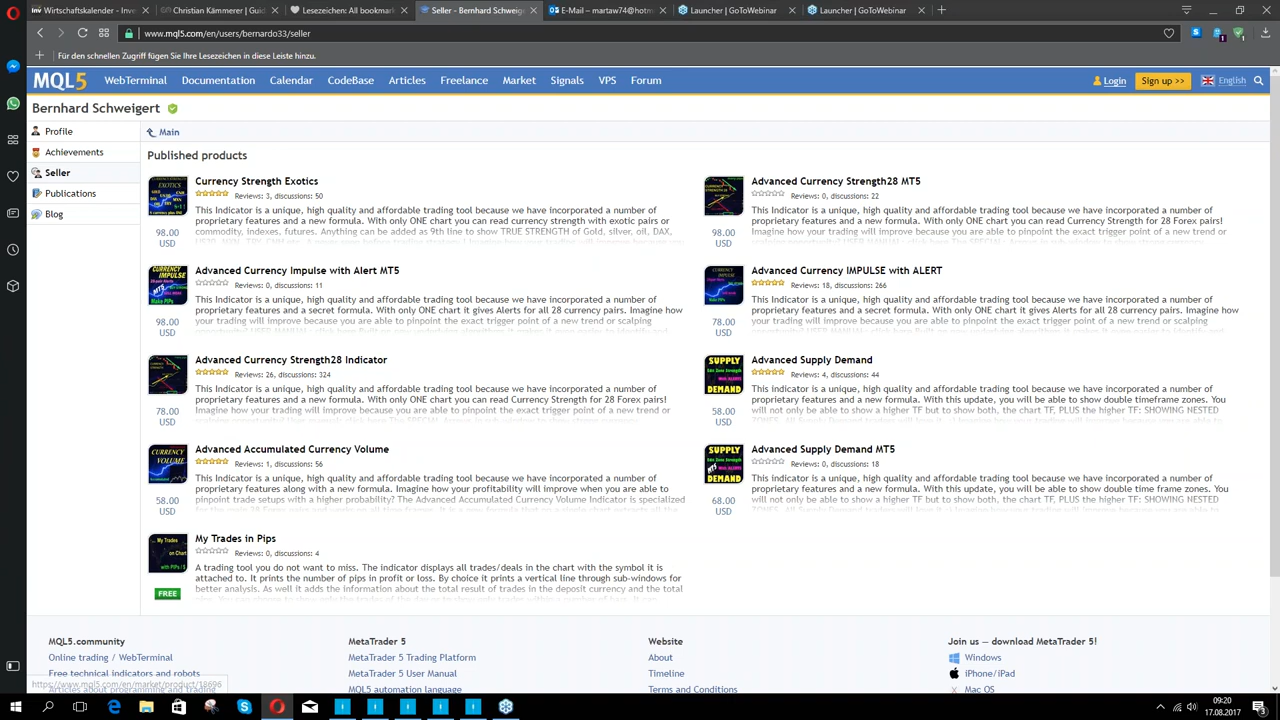 Wirtschaftskalender - Inve
Christian Kämmerer | Guid
Lesezeichen: All bookmark
Seller - Bernhard Schweige
E-Mail – martaw74@hotm
Launcher | GoToWebinar
Launcher | GoToWebinar
www.mql5.com/en/users/bernardo33/seller
Für den schnellen Zugriff fügen Sie Ihre Lesezeichen in diese Leiste hinzu.
MQL5 WebTerminal Documentation Calendar CodeBase Articles Freelance Market Signals VPS Forum Login Sign up >> English
Bernhard Schweigert
Profile
Achievements
Seller
Publications
Blog
Main
Published products
Currency Strength Exotics
Reviews: 3, discussions: 50
This Indicator is a unique, high quality and affordable trading tool because we have incorporated a number of
proprietary features and a new formula. With only ONE chart you can read currency strength with exotic pairs or
commodity, indexes, futures. Anything can be added as 9th line to show TRUE STRENGTH of Gold, silver, oil, DAX,
98.00
USD
Advanced Currency Strength28 MT5
Reviews: 0, discussions: 22
This Indicator is a unique, high quality and affordable trading tool because we have incorporated a number of
proprietary features and a new formula. With only ONE chart you can read Currency Strength for 28 Forex pairs!
Imagine how your trading will improve because you are able to pinpoint the exact trigger point of a new trend or
98.00
USD
Advanced Currency Impulse with Alert MT5
Reviews: 0, discussions: 11
This Indicator is a unique, high quality and affordable trading tool because we have incorporated a number of
proprietary features and a secret formula. With only ONE chart it gives Alerts for all 28 currency pairs. Imagine how
your trading will improve because you are able to pinpoint the exact trigger point of a new trend or scalping
98.00
USD
Advanced Currency IMPULSE with ALERT
Reviews: 18, discussions: 266
This Indicator is a unique, high quality and affordable trading tool because we have incorporated a number of
proprietary features and a secret formula. With only ONE chart it gives Alerts for all 28 currency pairs. Imagine how
your trading will improve because you are able to pinpoint the exact trigger point of a new trend or scalping
78.00
USD
Advanced Currency Strength28 Indicator
Reviews: 26, discussions: 324
This Indicator is a unique, high quality and affordable trading tool because we have incorporated a number of
proprietary features and a new formula. With only ONE chart you can read Currency Strength for 28 Forex pairs!
Imagine how your trading will improve because you are able to pinpoint the exact trigger point of a new trend or
78.00
USD
Advanced Supply Demand
Reviews: 4, discussions: 44
This indicator is a unique, high quality and affordable trading tool because we have incorporated a number of
proprietary features and a new formula. With this update, you will be able to show double timeframe zones. You
will not only be able to show a higher TF but to show both, the chart TF, PLUS the higher TF: SHOWING NESTED
58.00
USD
Advanced Accumulated Currency Volume
Reviews: 1, discussions: 56
This Indicator is a unique, high quality and affordable trading tool because we have incorporated a number of
proprietary features along with a new formula. Imagine how your profitability will improve when you are able to
pinpoint trade setups with a higher probability? The Advanced Accumulated Currency Volume Indicator is specialized
58.00
USD
Advanced Supply Demand MT5
Reviews: 0, discussions: 18
This indicator is a unique, high quality and affordable trading tool because we have incorporated a number of
proprietary features and a new formula. With this update, you will be able to show double time frame zones. You
will not only be able to show a higher TF but to show both, the chart TF, PLUS the higher TF: SHOWING NESTED
68.00
USD
My Trades in Pips
Reviews: 0, discussions: 4
A trading tool you do not want to miss. The indicator displays all trades/deals in the chart with the symbol it is
attached to. It prints the number of pips in profit or loss. By choice it prints a vertical line through sub-windows for
better analysis. As well it adds the information about the total result of trades in the deposit currency and the total
FREE
MQL5.community
Online trading / WebTerminal
Free technical indicators and robots
Articles about programming and trading
MetaTrader 5
MetaTrader 5 Trading Platform
MetaTrader 5 User Manual
MQL5 automation language
Website
About
Timeline
Terms and Conditions
Join us — download MetaTrader 5!
Windows
iPhone/iPad
Mac OS
https://www.mql5.com/en/market/product/18696
09:20
17.08.2017